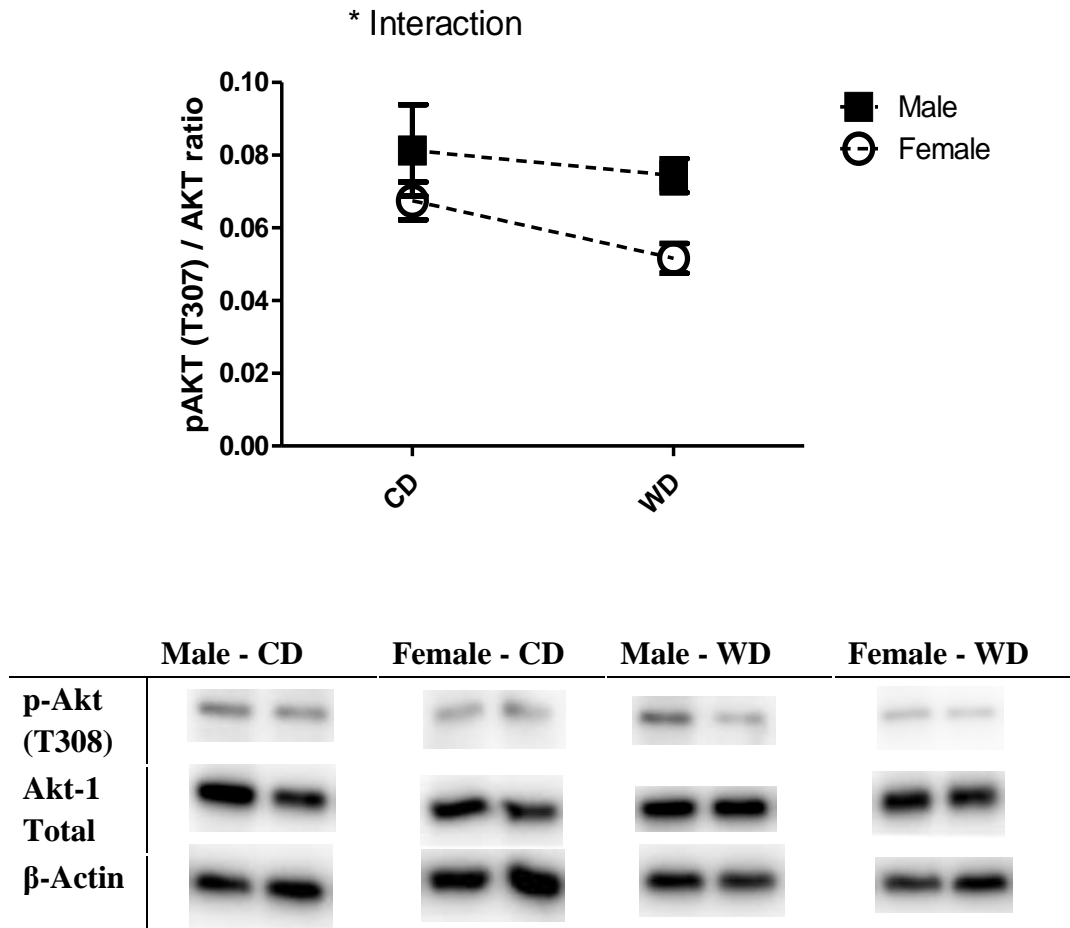 * Interaction
0.10
0.08
0.06
0.04
0.02
0.00
pAKT (T307) / AKT ratio
CD
WD
Male
Female
Male - CD Female - CD Male - WD Female - WD
p-Akt
(T308)
Akt-1
Total
β-Actin